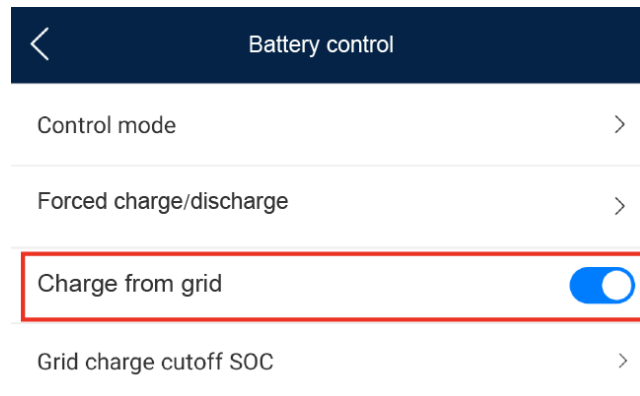 Battery control
Control mode
Forced charge/discharge
Charge from grid
Grid charge cutoff SOC